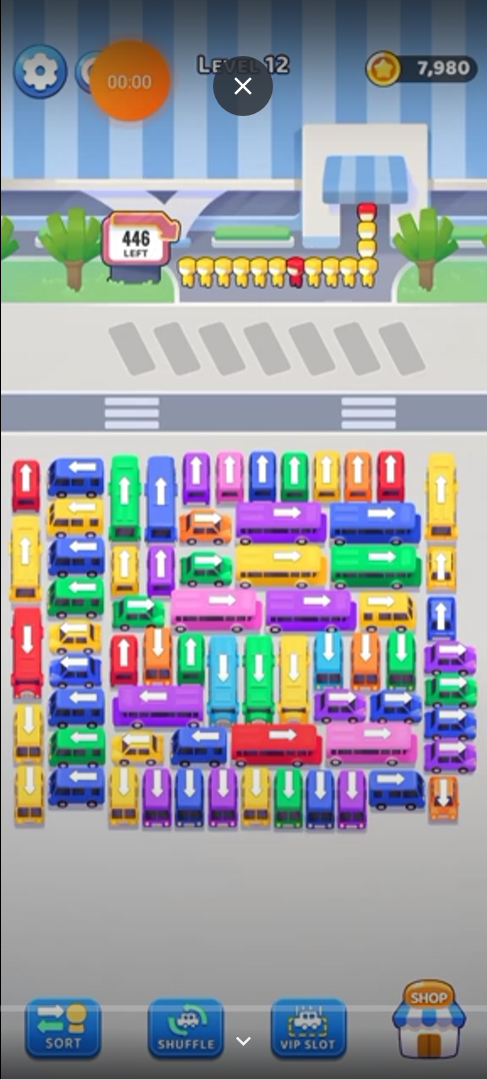 00:00
LEVEL 12
7,980
446
LEFT
SHOP
SORT
SHUFFLE
VIP SLOT